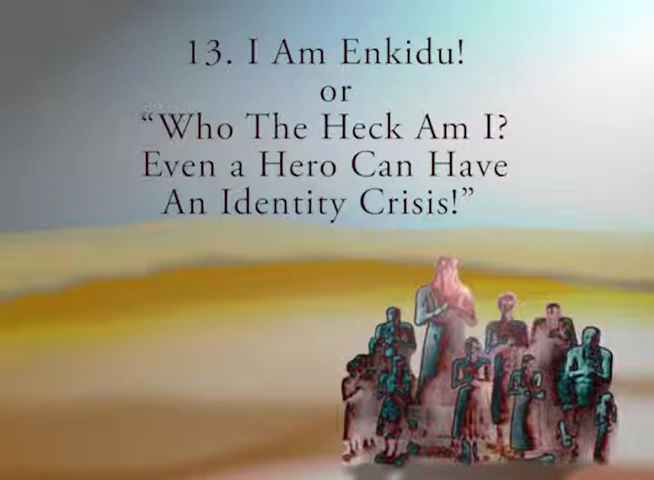 13. I Am Enkidu!
or
“Who The Heck Am I?
Even a Hero Can Have
An Identity Crisis!”